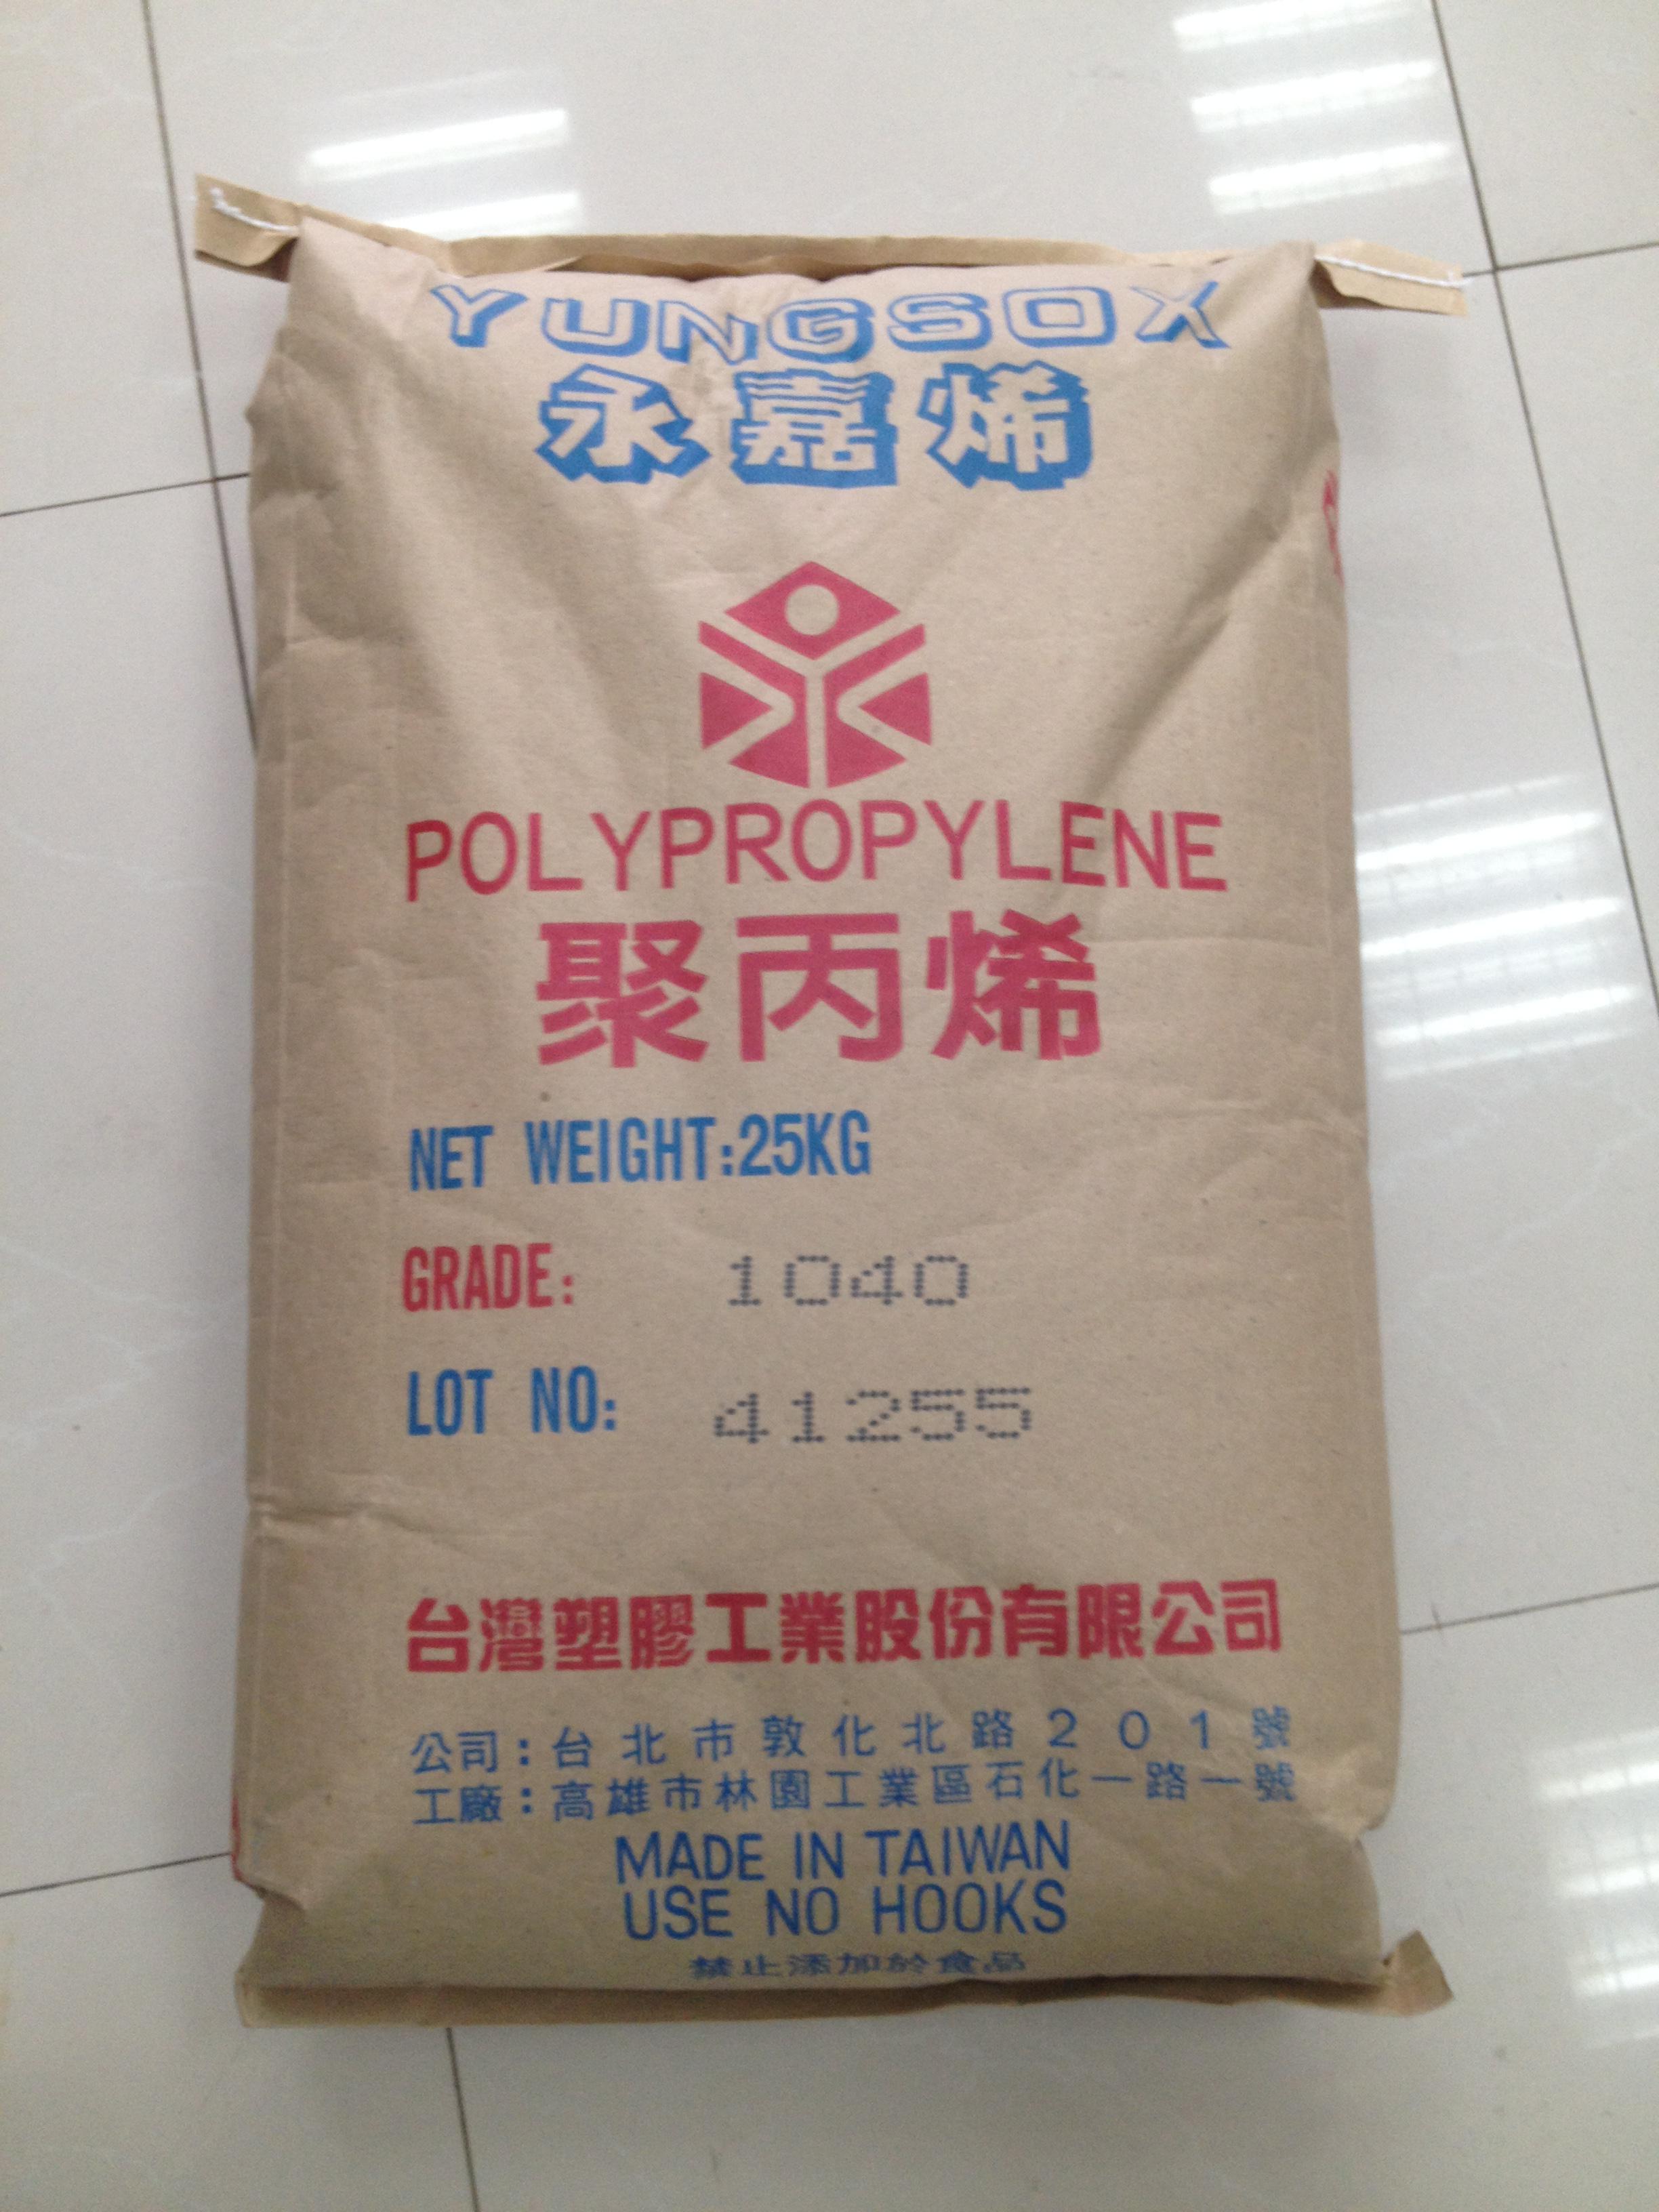 YUNGSOX
永嘉烯
POLYPROPYLENE
聚丙烯
NET WEIGHT:25KG
GRADE: 1040
LOT NO: 41255
台灣塑膠工業股份有限公司
公司:台北市敦化北路201號
工廠:高雄市林園工業區石化一路一號
MADE IN TAIWAN
USE NO HOOKS
禁止添加於食品